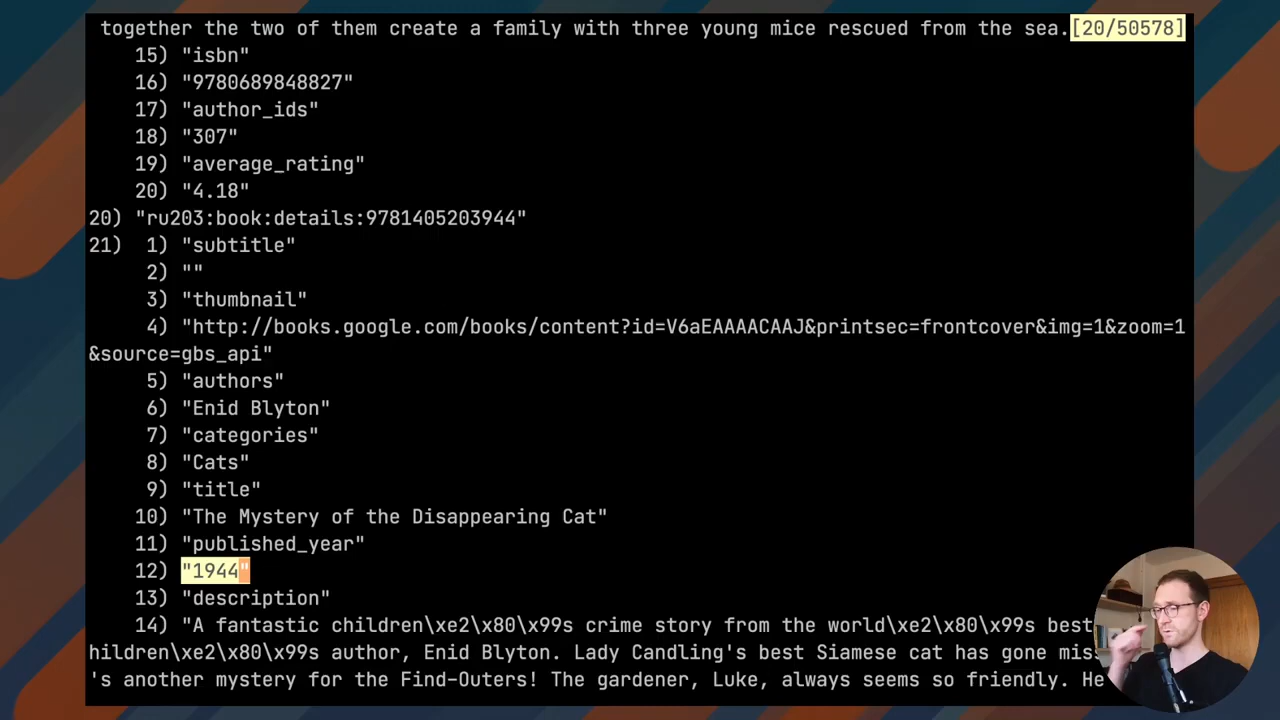 together the two of them create a family with three young mice rescued from the sea.[20/50578]
15) "isbn"
16) "9780689848827"
17) "author_ids"
18) "307"
19) "average_rating"
20) "4.18"
20) "ru203:book:details:9781405203944"
21)  1) "subtitle"
2) ""
3) "thumbnail"
4) "http://books.google.com/books/content?id=V6aEAAAACAAJ&printsec=frontcover&img=1&zoom=1
&source=gbs_api"
5) "authors"
6) "Enid Blyton"
7) "categories"
8) "Cats"
9) "title"
10) "The Mystery of the Disappearing Cat"
11) "published_year"
12) "1944"
13) "description"
14) "A fantastic children\xe2\x80\x99s crime story from the world\xe2\x80\x99s best
hildren\xe2\x80\x99s author, Enid Blyton. Lady Candling's best Siamese cat has gone mis
's another mystery for the Find-Outers! The gardener, Luke, always seems so friendly. He